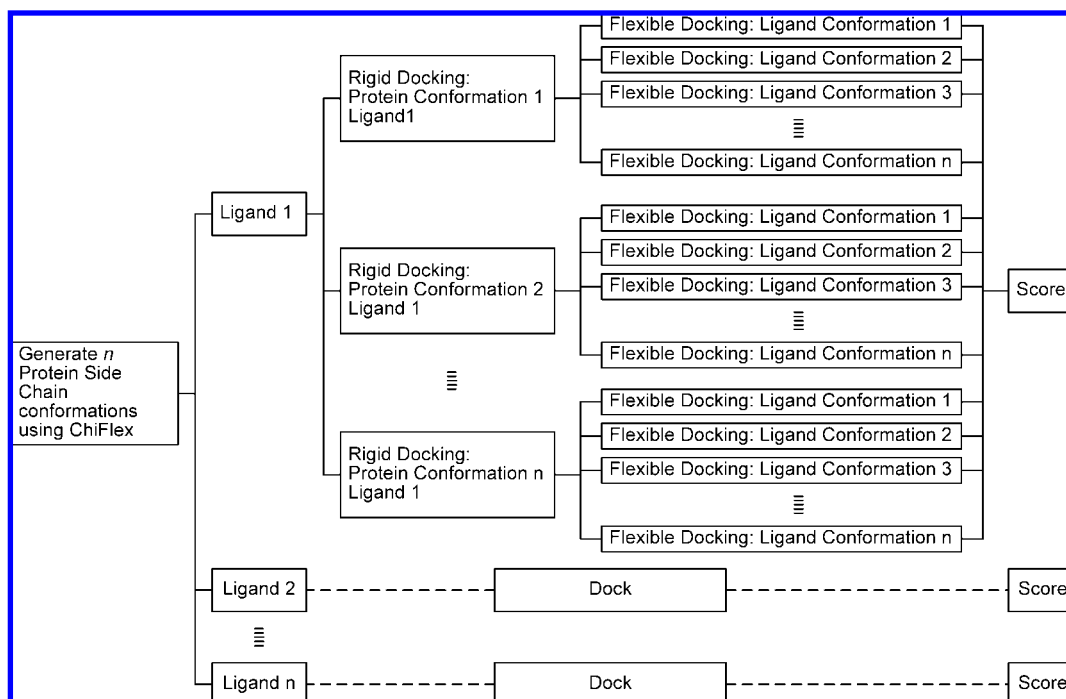 Generate n
Protein Side
Chain
conformations
using ChiFlex
Ligand 1
Rigid Docking:
Protein Conformation 1
Ligand1
Flexible Docking: Ligand Conformation 1
Flexible Docking: Ligand Conformation 2
Flexible Docking: Ligand Conformation 3
Flexible Docking: Ligand Conformation n
Rigid Docking:
Protein Conformation 2
Ligand 1
Flexible Docking: Ligand Conformation 1
Flexible Docking: Ligand Conformation 2
Flexible Docking: Ligand Conformation 3
Flexible Docking: Ligand Conformation n
Rigid Docking:
Protein Conformation n
Ligand 1
Flexible Docking: Ligand Conformation 1
Flexible Docking: Ligand Conformation 2
Flexible Docking: Ligand Conformation 3
Flexible Docking: Ligand Conformation n
Score
Ligand 2
Dock
Score
Ligand n
Dock
Score